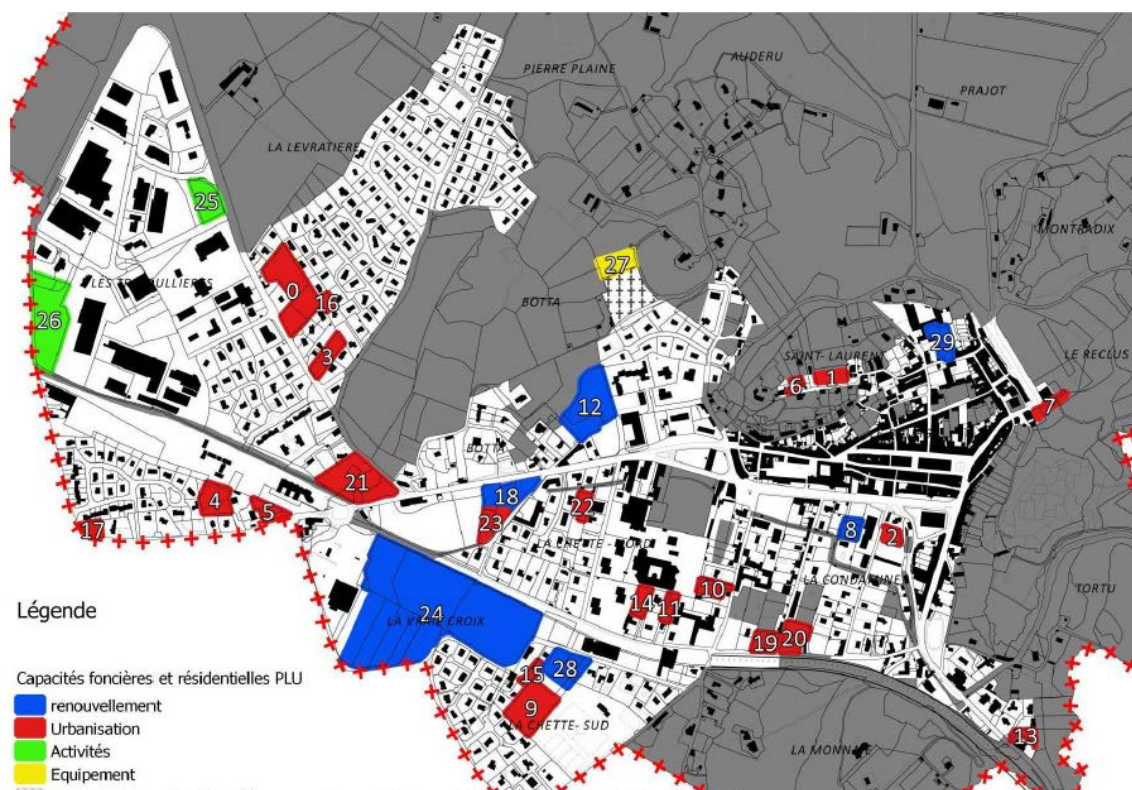 PIERRE PLAINE
AUDERU
PRAJOT
LA LEVRATIERE
25
MONTRADIX
27
LES
0
16
BOTTA
26
29
3
SAINT-LAURENT
LE RECLUS
6
1
7
12
BOTTA
21
18
4
22
5
23
8
2
17
LA CHETTE - NORD
LA CONDAMINE
10
TORTU
14
11
Légende
24
LA VRAIE CROIX
19
20
28
15
Capacités foncières et résidentielles PLU
renouvellement
9
LA CHETTE- SUD
Urbanisation
13
LA MONNAIE
Activités
Equipement